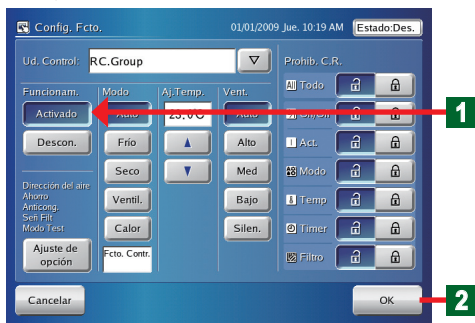 Config. Fcto.
01/01/2009 Jue. 10:19 AM
Estado:Des.
Ud. Control:
RC.Group
Prohib. C.R.
Funcionam.
Modo
Aj.Temp.
Vent.
All Todo
Activado
Auto
Auto
On/Off
1
Descon.
Frío
Alto
Act.
Seco
Med
Modo
Dirección del aire
Ahorro
Anticong.
Señ Filt
Modo Test
Ventil.
Bajo
Temp
Calor
Silen.
Timer
Ajuste de
opción
Fcto. Contr.
Filtro
Cancelar
OK
2